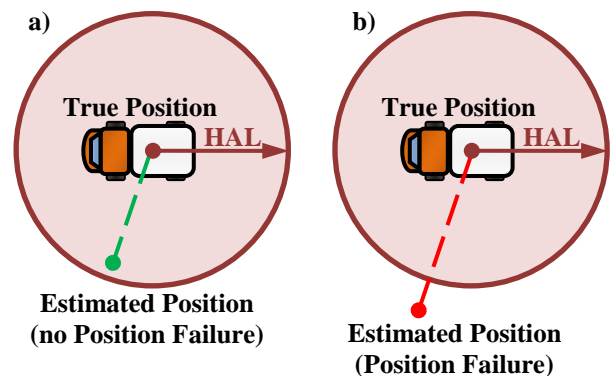 a)
True Position
HAL
Estimated Position
(no Position Failure)
b)
True Position
HAL
Estimated Position
(Position Failure)